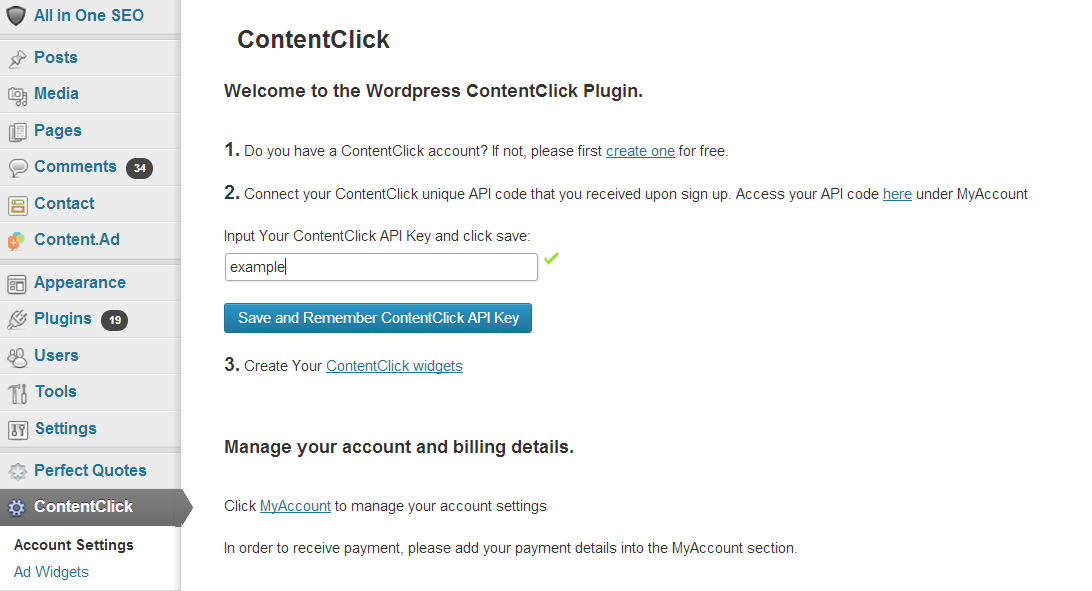 All in One SEO
Posts
Media
Pages
Comments 34
Contact
Content.Ad
Appearance
Plugins 19
Users
Tools
Settings
Perfect Quotes
ContentClick
Account Settings
Ad Widgets
ContentClick
Welcome to the Wordpress ContentClick Plugin.
1. Do you have a ContentClick account? If not, please first create one for free.
2. Connect your ContentClick unique API code that you received upon sign up. Access your API code here under MyAccount
Input Your ContentClick API Key and click save:
example
Save and Remember ContentClick API Key
3. Create Your ContentClick widgets
Manage your account and billing details.
Click MyAccount to manage your account settings
In order to receive payment, please add your payment details into the MyAccount section.